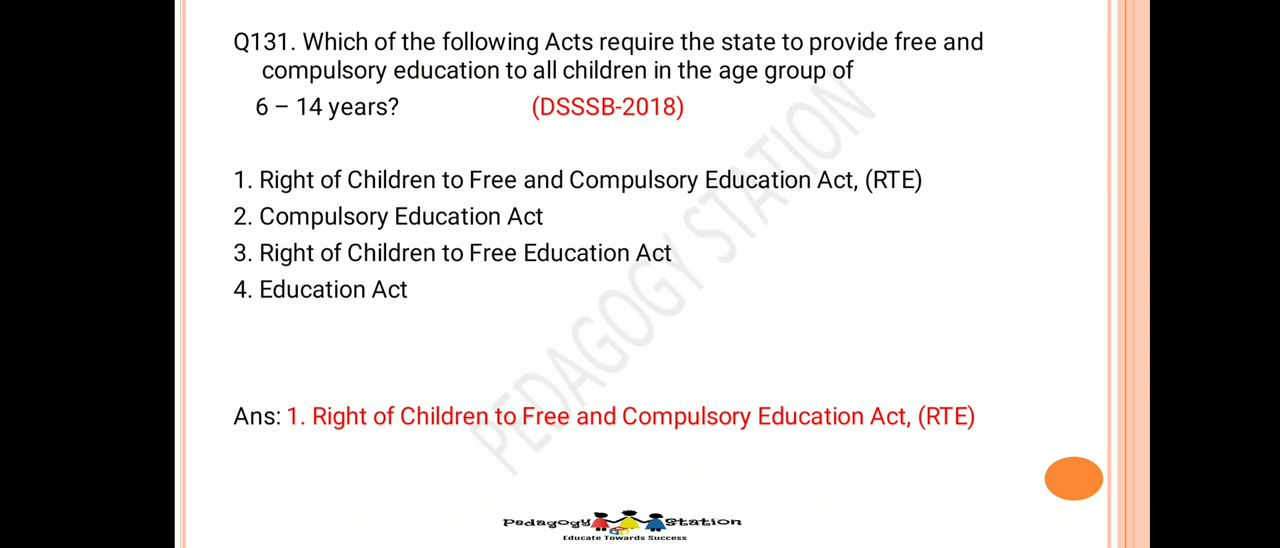 Q131. Which of the following Acts require the state to provide free and
compulsory education to all children in the age group of
6 – 14 years? (DSSSB-2018)
1. Right of Children to Free and Compulsory Education Act, (RTE)
2. Compulsory Education Act
3. Right of Children to Free Education Act
4. Education Act
Ans: 1. Right of Children to Free and Compulsory Education Act, (RTE)
PEDAGOGY STATION
Pedagogy Station
Educate Towards Success